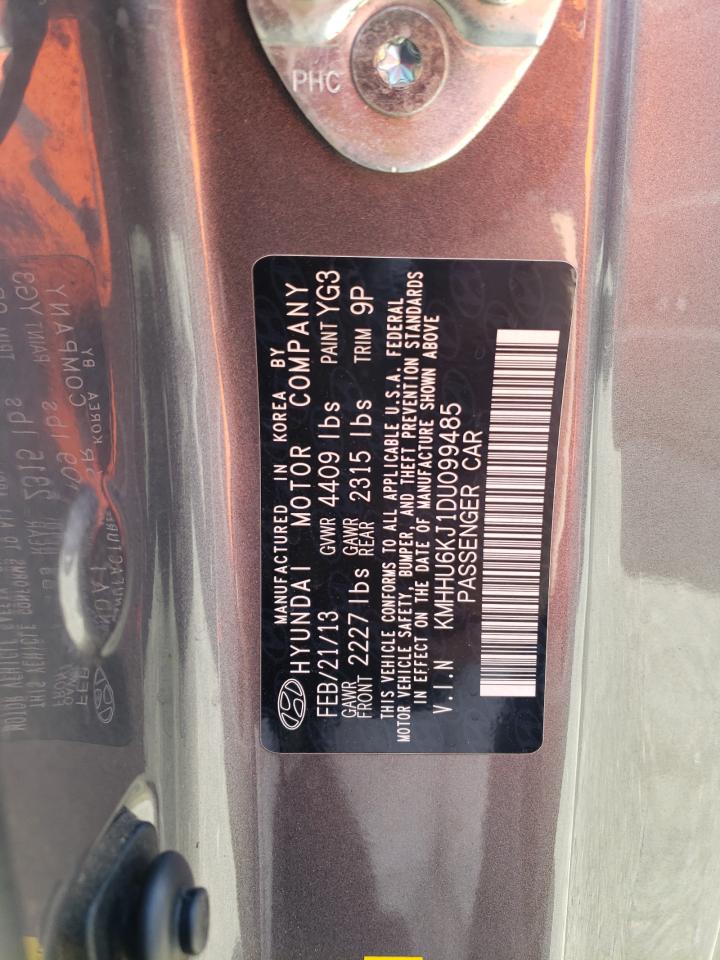 PHC
MANUFACTURED IN KOREA BY
HYUNDAI MOTOR COMPANY
FEB/21/13 GVWR 4409 lbs PAINT YG3
GAWR FRONT 2227 lbs GAWR REAR 2315 lbs TRIM 9P
THIS VEHICLE CONFORMS TO ALL APPLICABLE U.S.A. FEDERAL
MOTOR VEHICLE SAFETY, BUMPER, AND THEFT PREVENTION STANDARDS
IN EFFECT ON THE DATE OF MANUFACTURE SHOWN ABOVE
V.I.N KMHHU6KJ1DU099485
PASSENGER CAR